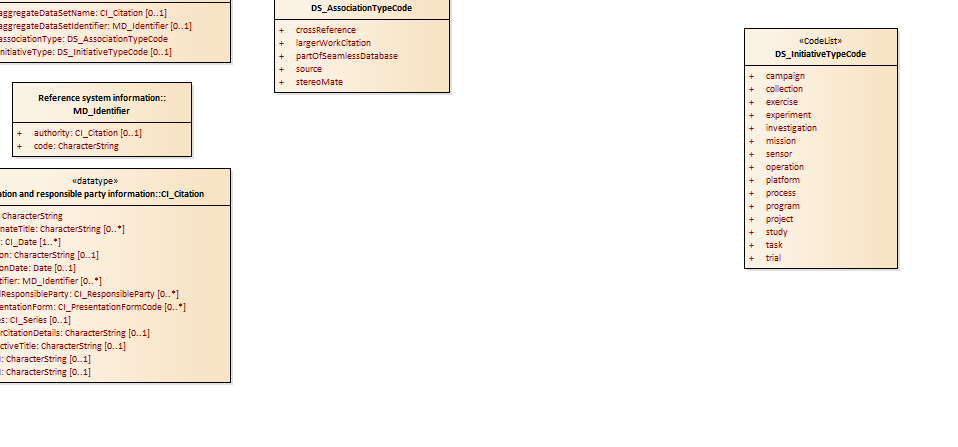 aggregateDataSetName: CI_Citation [0..1]
aggregateDataSetIdentifier: MD_Identifier [0..1]
associationType: DS_AssociationTypeCode
initiativeType: DS_InitiativeTypeCode [0..1]
Reference system information::
MD_Identifier
+ authority: CI_Citation [0..1]
+ code: CharacterString
«datatype»
ation and responsible party information::CI_Citation
CharacterString
nateTitle: CharacterString [0..*]
: CI_Date [1..*]
on: CharacterString [0..1]
onDate: Date [0..1]
tifier: MD_Identifier [0..*]
dResponsibleParty: CI_ResponsibleParty [0..*]
entationForm: CI_PresentationFormCode [0..*]
es: CI_Series [0..1]
rCitationDetails: CharacterString [0..1]
ctiveTitle: CharacterString [0..1]
: CharacterString [0..1]
: CharacterString [0..1]
DS_AssociationTypeCode
+ crossReference
+ largerWorkCitation
+ partOfSeamlessDatabase
+ source
+ stereoMate
«CodeList»
DS_InitiativeTypeCode
+ campaign
+ collection
+ exercise
+ experiment
+ investigation
+ mission
+ sensor
+ operation
+ platform
+ process
+ program
+ project
+ study
+ task
+ trial